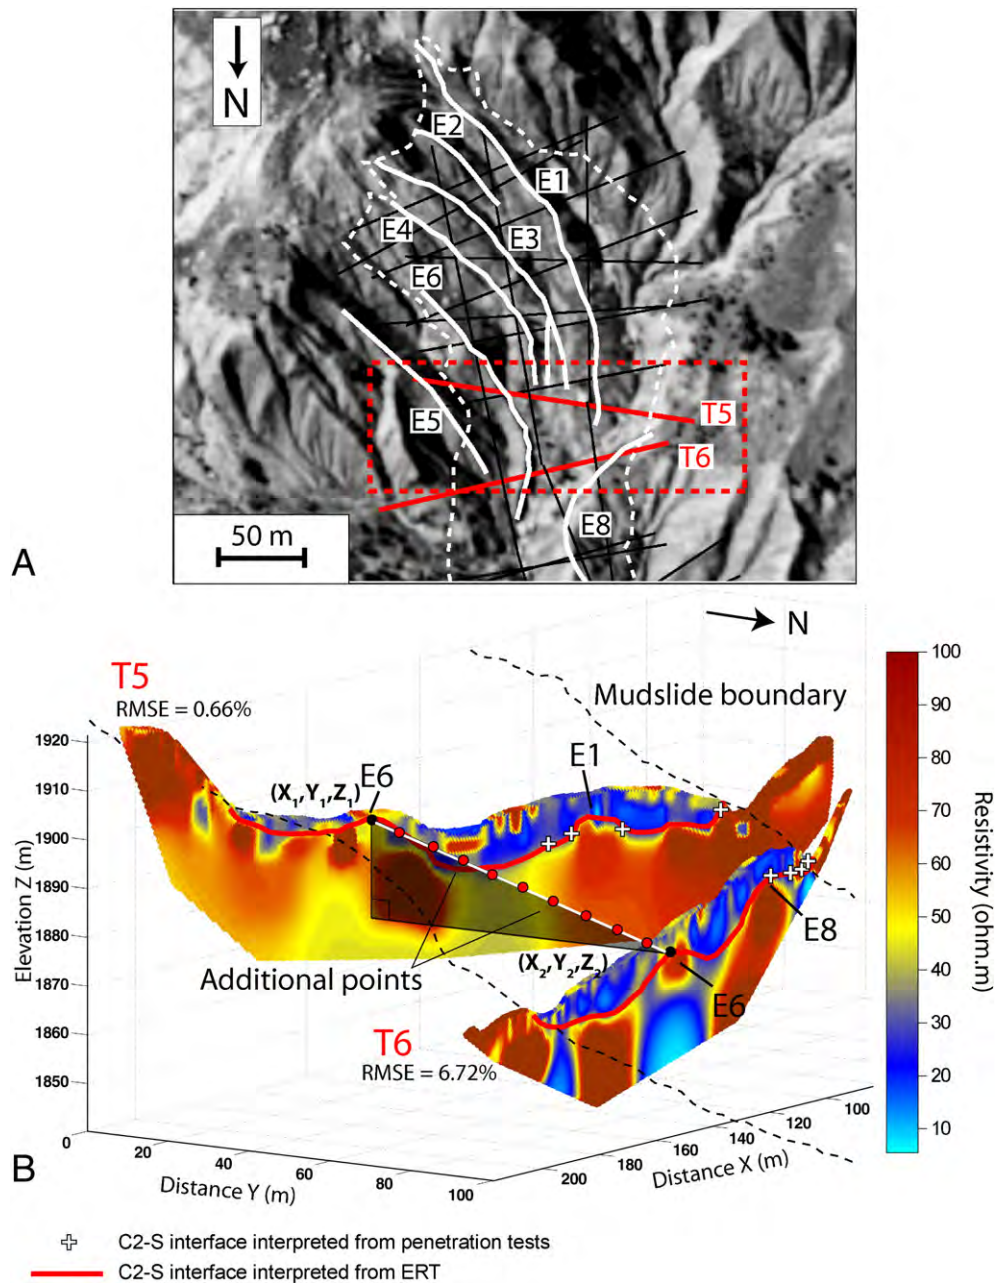 N
E2
E1
E4
E3
E6
E5
T5
T6
E8
50 m
A
N
T5
RMSE = 0.66%
Mudslide boundary
E6
(X₁,Y₁,Z₁)
E1
E8
Additional points
(X₂,Y₂,Z₂)
E6
T6
RMSE = 6.72%
Elevation Z (m)
1920
1910
1900
1890
1880
1870
1860
1850
0
20
40
60
80
100
Distance Y (m)
200
180
160
140
120
100
Distance X (m)
100
90
80
70
60
50
40
30
20
10
Resistivity (ohm.m)
B
C2-S interface interpreted from penetration tests
C2-S interface interpreted from ERT